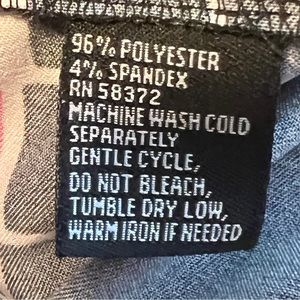 96% POLYESTER
4% SPANDEX
RN 58372
MACHINE WASH COLD
SEPARATELY
GENTLE CYCLE,
DO NOT BLEACH,
TUMBLE DRY LOW,
WARM IRON IF NEEDED